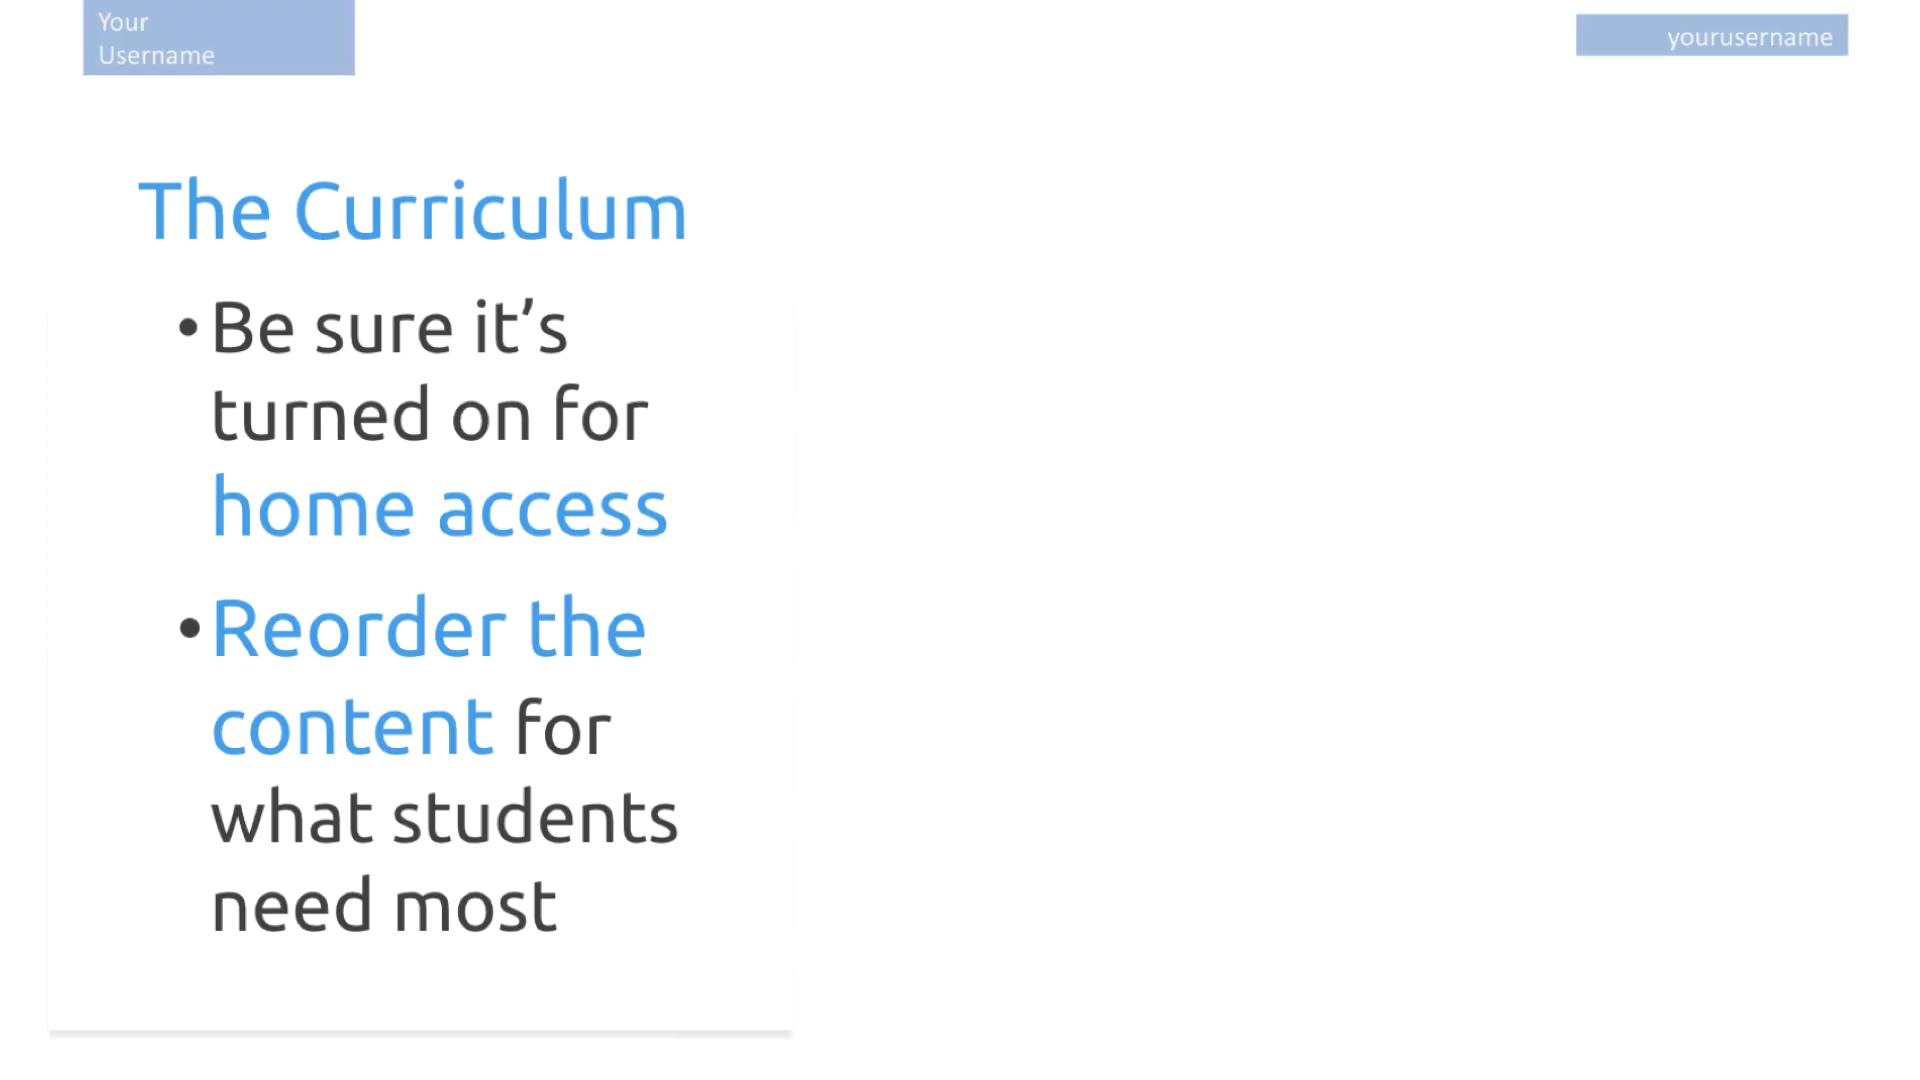 Your
Username
yourusername
The Curriculum
•Be sure it’s
turned on for
home access
•Reorder the
content for
what students
need most